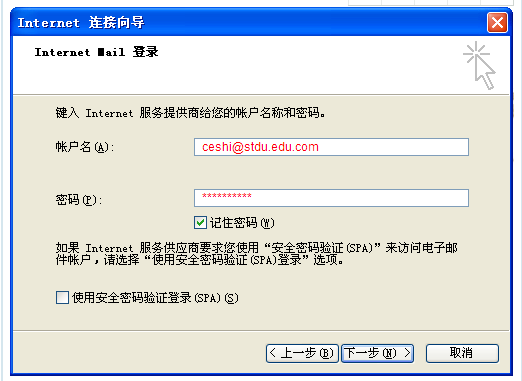 Internet 连接向导
Internet Mail 登录
键入 Internet 服务提供商给您的帐户名称和密码。
帐户名(A):
ceshi@stdu.edu.com
密码(P):
**********
记住密码(W)
如果 Internet 服务供应商要求您使用“安全密码验证(SPA)”来访问电子邮
件帐户，请选择“使用安全密码验证(SPA)登录”选项。
使用安全密码验证登录(SPA)(S)
< 上一步(B) 下一步(N) > 取消